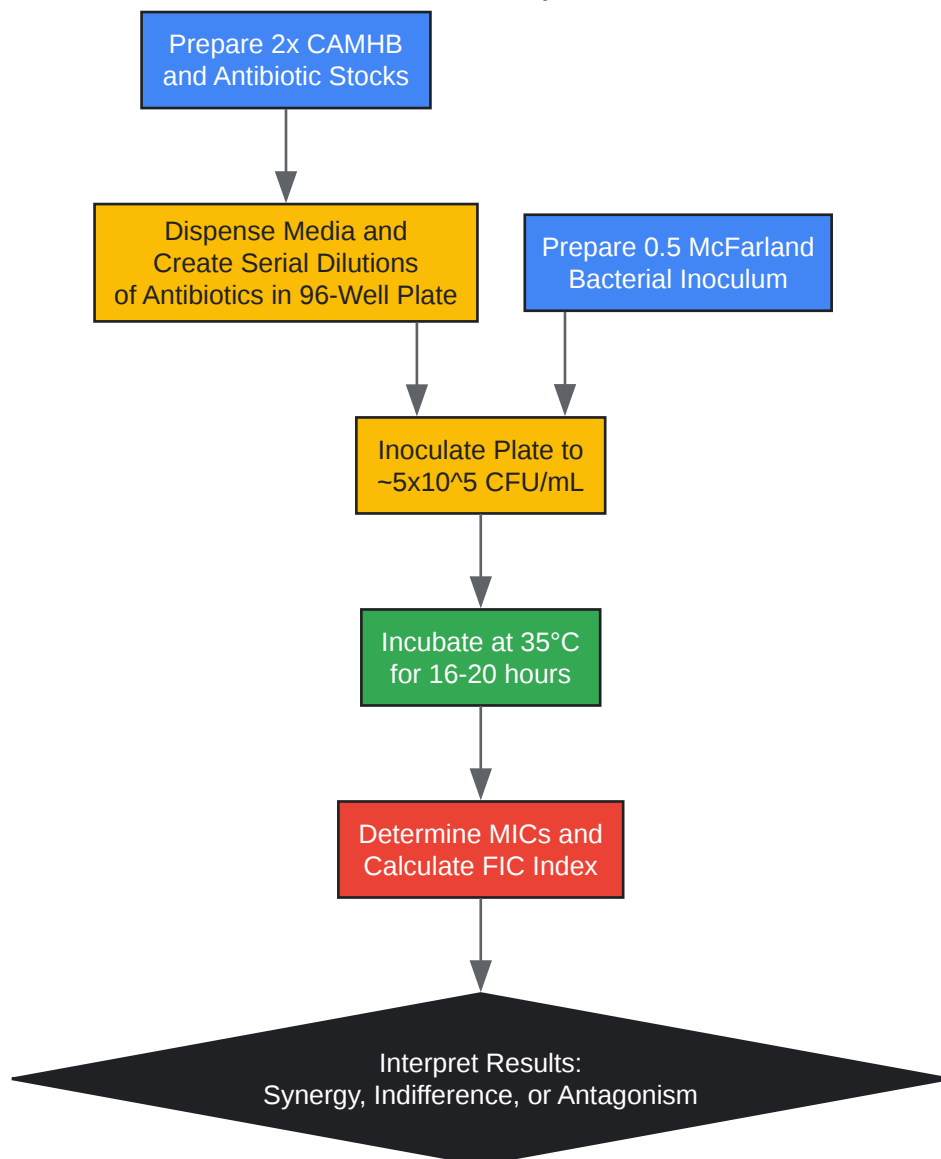 Prepare 2x CAMHB
and Antibiotic Stocks
Dispense Media and
Create Serial Dilutions
of Antibiotics in 96-Well Plate
Prepare 0.5 McFarland
Bacterial Inoculum
Inoculate Plate to
~5x10^5 CFU/mL
Incubate at 35°C
for 16-20 hours
Determine MICs and
Calculate FIC Index
Interpret Results:
Synergy, Indifference, or Antagonism